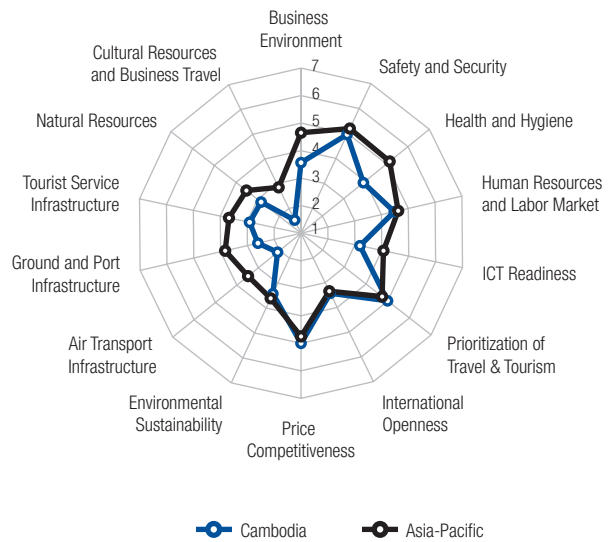 Business
Environment
Safety and Security
Health and Hygiene
Human Resources
and Labor Market
ICT Readiness
Prioritization of
Travel & Tourism
International
Openness
Price
Competitiveness
Environmental
Sustainability
Air Transport
Infrastructure
Ground and Port
Infrastructure
Tourist Service
Infrastructure
Natural Resources
Cultural Resources
and Business Travel
7
6
5
4
3
2
1
Cambodia
Asia-Pacific